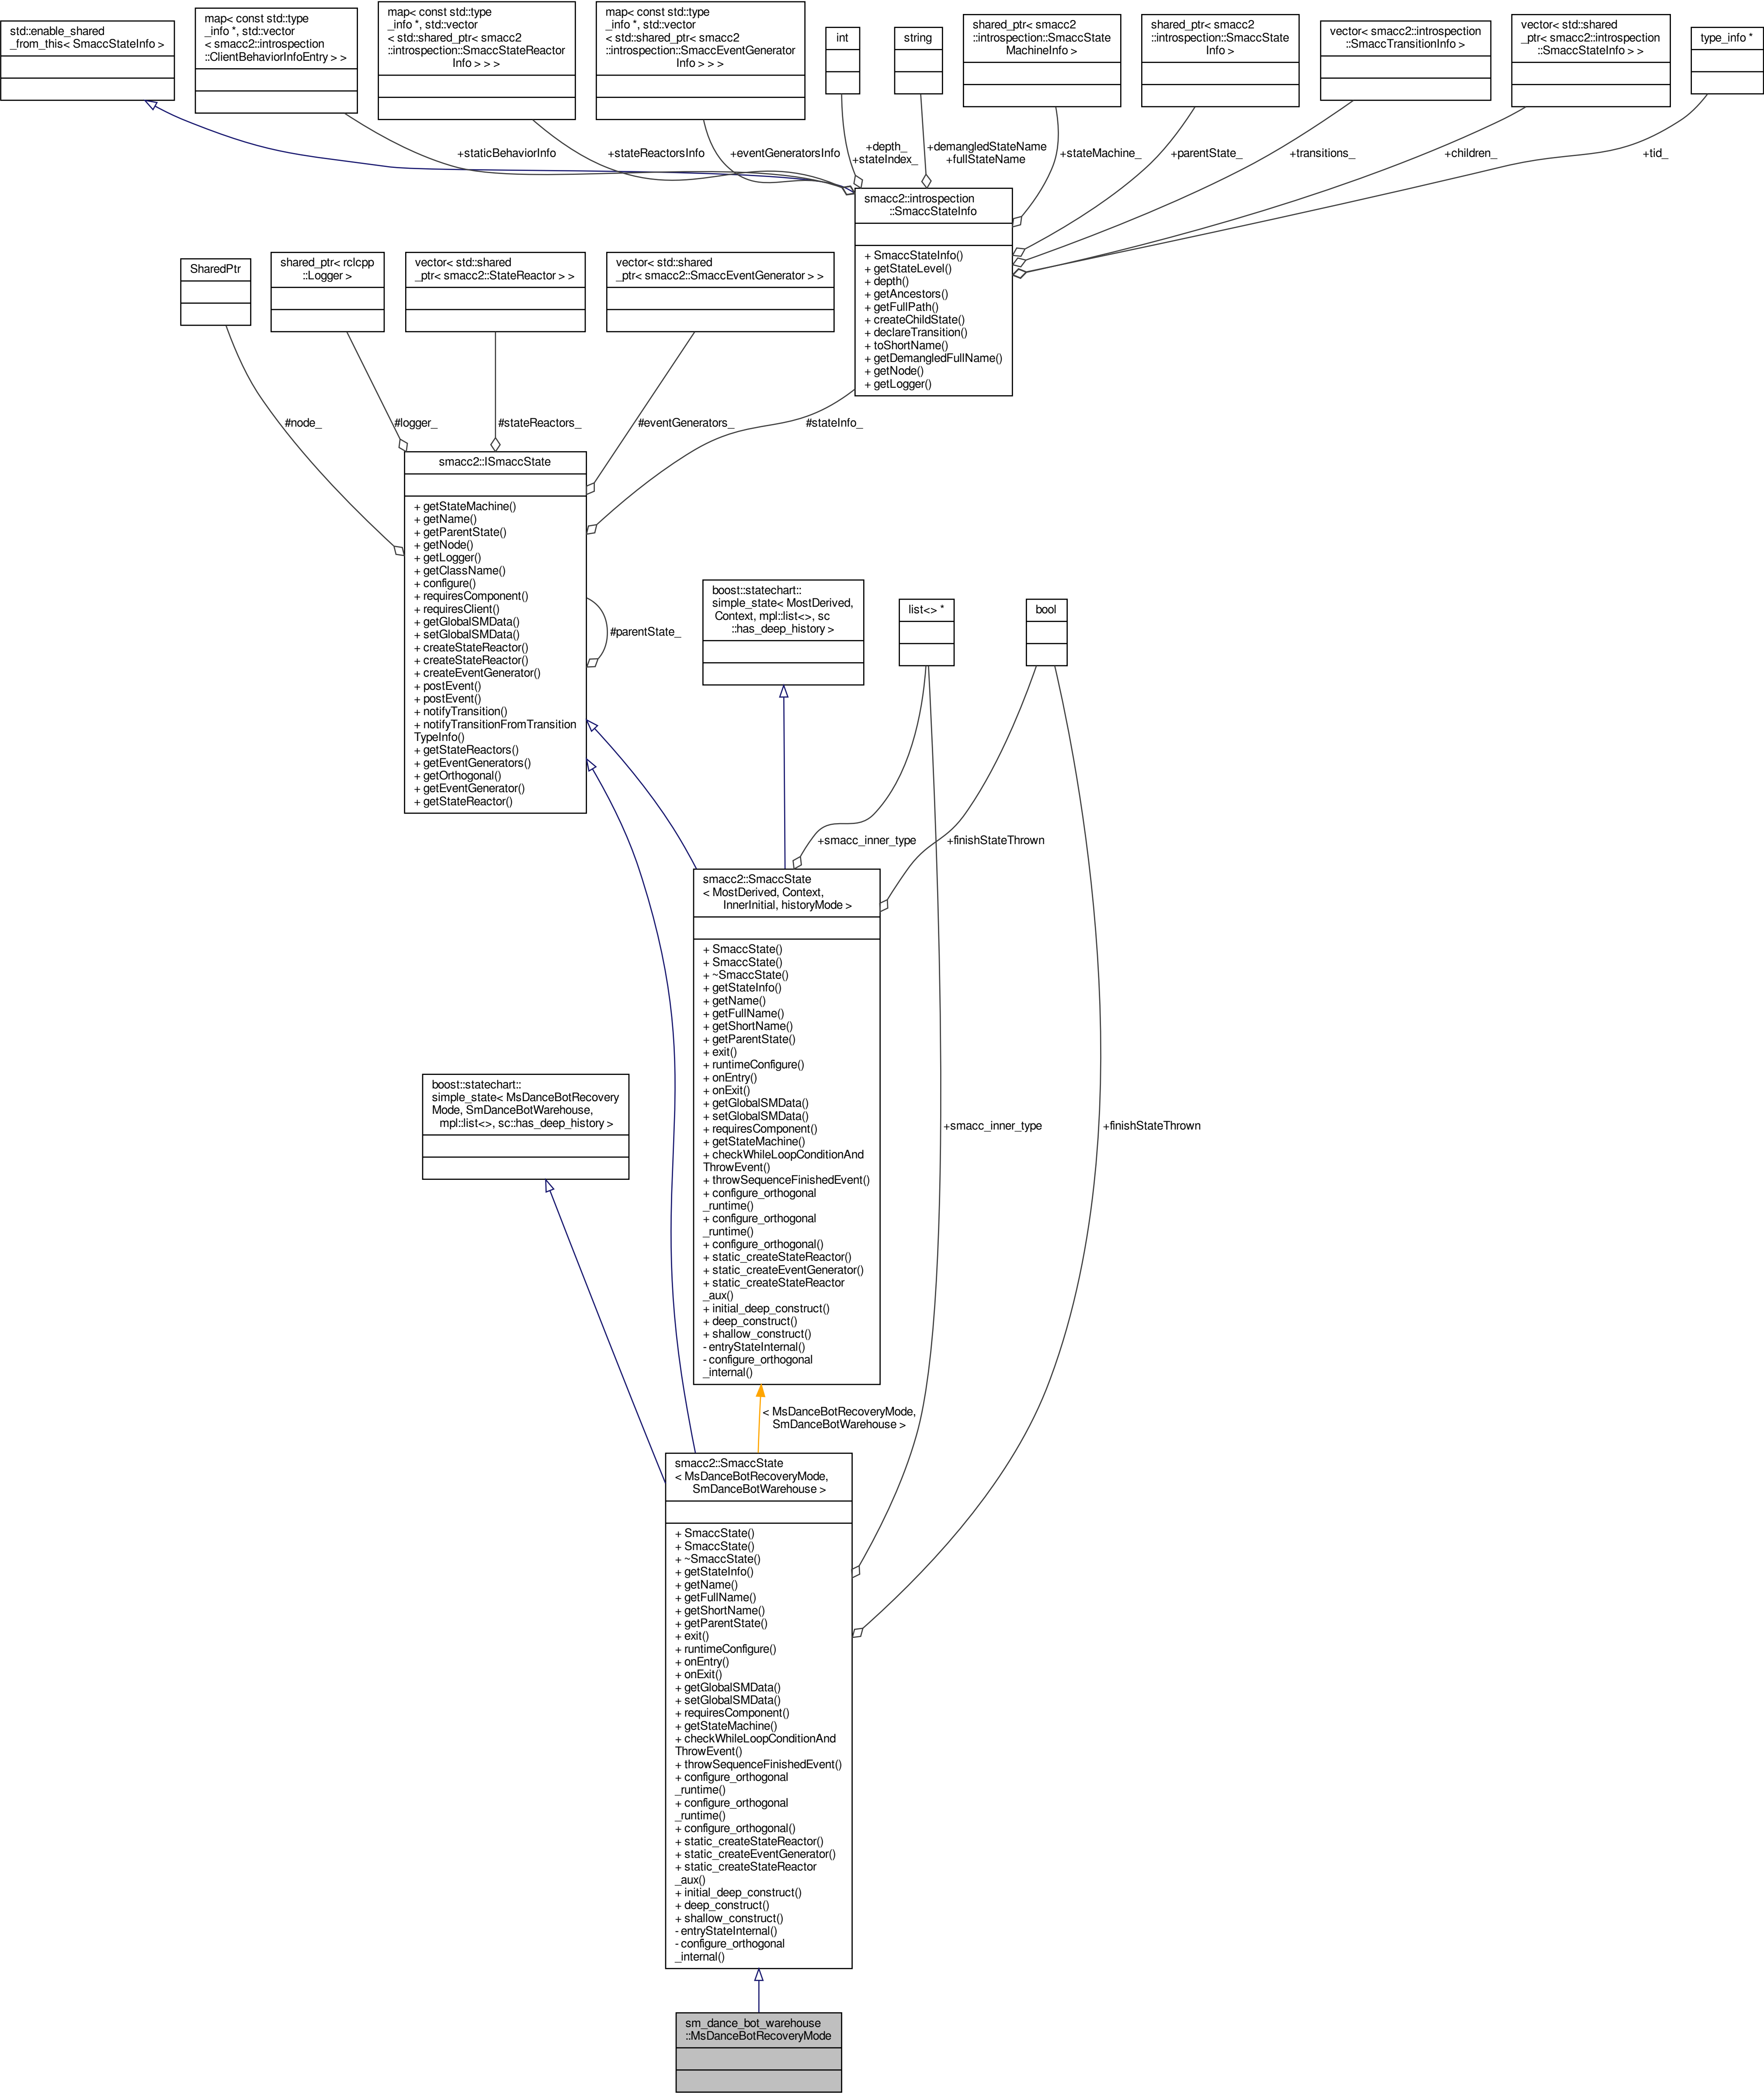 std::enable_shared
_from_this< SmaccStateInfo >
map< const std::type
_info *, std::vector
< smacc2::introspection
::ClientBehaviorInfoEntry > >
map< const std::type
_info *, std::vector
< std::shared_ptr< smacc2
::introspection::SmaccStateReactor
Info > > >
map< const std::type
_info *, std::vector
< std::shared_ptr< smacc2
::introspection::SmaccEventGenerator
Info > > >
int
string
shared_ptr< smacc2
::introspection::SmaccState
MachineInfo >
shared_ptr< smacc2
::introspection::SmaccState
Info >
vector< smacc2::introspection
::SmaccTransitionInfo >
vector< std::shared
_ptr< smacc2::introspection
::SmaccStateInfo > >
type_info *
+staticBehaviorInfo
+stateReactorsInfo
+eventGeneratorsInfo
+depth_
+stateIndex_
+demangledStateName
+fullStateName
+stateMachine_
+parentState_
+transitions_
+children_
+tid_
smacc2::introspection
::SmaccStateInfo
+ SmaccStateInfo()
+ getStateLevel()
+ depth()
+ getAncestors()
+ getFullPath()
+ createChildState()
+ declareTransition()
+ toShortName()
+ getDemangledFullName()
+ getNode()
+ getLogger()
SharedPtr
shared_ptr< rclcpp
::Logger >
vector< std::shared
_ptr< smacc2::StateReactor > >
vector< std::shared
_ptr< smacc2::SmaccEventGenerator > >
#node_
#logger_
#stateReactors_
#eventGenerators_
#stateInfo_
smacc2::ISmaccState
+ getStateMachine()
+ getName()
+ getParentState()
+ getNode()
+ getLogger()
+ getClassName()
+ configure()
+ requiresComponent()
+ requiresClient()
+ getGlobalSMData()
+ setGlobalSMData()
+ createStateReactor()
+ createStateReactor()
+ createEventGenerator()
+ postEvent()
+ postEvent()
+ notifyTransition()
+ notifyTransitionFromTransition
TypeInfo()
+ getStateReactors()
+ getEventGenerators()
+ getOrthogonal()
+ getEventGenerator()
+ getStateReactor()
#parentState_
boost::statechart::
simple_state< MostDerived,
Context, mpl::list<>, sc
::has_deep_history >
list<> *
bool
+smacc_inner_type
+finishStateThrown
smacc2::SmaccState
< MostDerived, Context,
InnerInitial, historyMode >
+ SmaccState()
+ SmaccState()
+ ~SmaccState()
+ getStateInfo()
+ getName()
+ getFullName()
+ getShortName()
+ getParentState()
+ exit()
+ runtimeConfigure()
+ onEntry()
+ onExit()
+ getGlobalSMData()
+ setGlobalSMData()
+ requiresComponent()
+ getStateMachine()
+ checkWhileLoopConditionAnd
ThrowEvent()
+ throwSequenceFinishedEvent()
+ configure_orthogonal
_runtime()
+ configure_orthogonal
_runtime()
+ configure_orthogonal()
+ static_createStateReactor()
+ static_createEventGenerator()
+ static_createStateReactor
_aux()
+ initial_deep_construct()
+ deep_construct()
+ shallow_construct()
- entryStateInternal()
- configure_orthogonal
_internal()
boost::statechart::
simple_state< MsDanceBotRecovery
Mode, SmDanceBotWarehouse,
mpl::list<>, sc::has_deep_history >
+smacc_inner_type
+finishStateThrown
< MsDanceBotRecoveryMode,
SmDanceBotWarehouse >
smacc2::SmaccState
< MsDanceBotRecoveryMode,
SmDanceBotWarehouse >
+ SmaccState()
+ SmaccState()
+ ~SmaccState()
+ getStateInfo()
+ getName()
+ getFullName()
+ getShortName()
+ getParentState()
+ exit()
+ runtimeConfigure()
+ onEntry()
+ onExit()
+ getGlobalSMData()
+ setGlobalSMData()
+ requiresComponent()
+ getStateMachine()
+ checkWhileLoopConditionAnd
ThrowEvent()
+ throwSequenceFinishedEvent()
+ configure_orthogonal
_runtime()
+ configure_orthogonal
_runtime()
+ configure_orthogonal()
+ static_createStateReactor()
+ static_createEventGenerator()
+ static_createStateReactor
_aux()
+ initial_deep_construct()
+ deep_construct()
+ shallow_construct()
- entryStateInternal()
- configure_orthogonal
_internal()
sm_dance_bot_warehouse
::MsDanceBotRecoveryMode